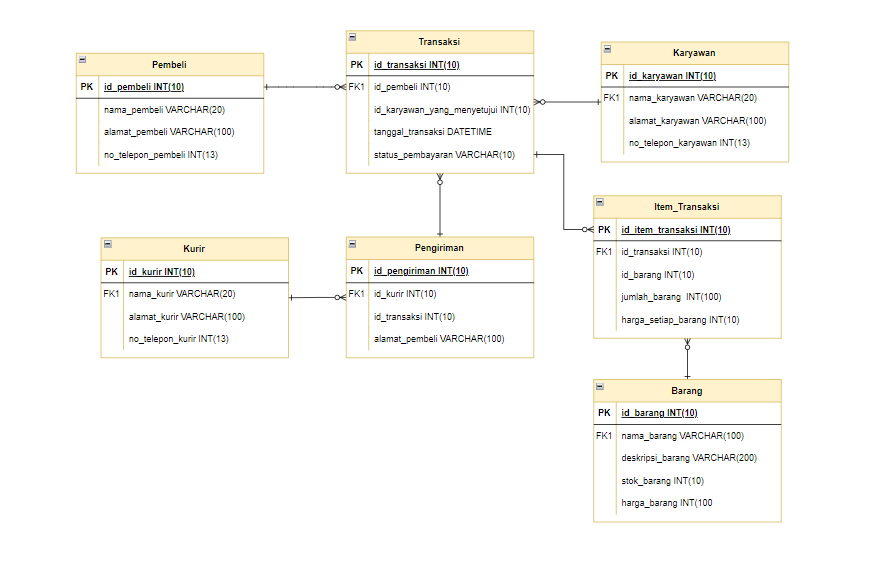 Pembeli
PK id_pembeli INT(10)
nama_pembeli VARCHAR(20)
alamat_pembeli VARCHAR(100)
no_telepon_pembeli INT(13)
Transaksi
PK id_transaksi INT(10)
FK1 id_pembeli INT(10)
id_karyawan_yang_menyetujui INT(10)
tanggal_transaksi DATETIME
status_pembayaran VARCHAR(10)
Karyawan
PK id_karyawan INT(10)
FK1 nama_karyawan VARCHAR(20)
alamat_karyawan VARCHAR(100)
no_telepon_karyawan INT(13)
Kurir
PK id_kurir INT(10)
FK1 nama_kurir VARCHAR(20)
alamat_kurir VARCHAR(100)
no_telepon_kurir INT(13)
Pengiriman
PK id_pengiriman INT(10)
FK1 id_kurir INT(10)
id_transaksi INT(10)
alamat_pembeli VARCHAR(100)
Item_Transaksi
PK id_item_transaksi INT(10)
FK1 id_transaksi INT(10)
id_barang INT(10)
jumlah_barang INT(100)
harga_setiap_barang INT(10)
Barang
PK id_barang INT(10)
FK1 nama_barang VARCHAR(100)
deskripsi_barang VARCHAR(200)
stok_barang INT(10)
harga_barang INT(100